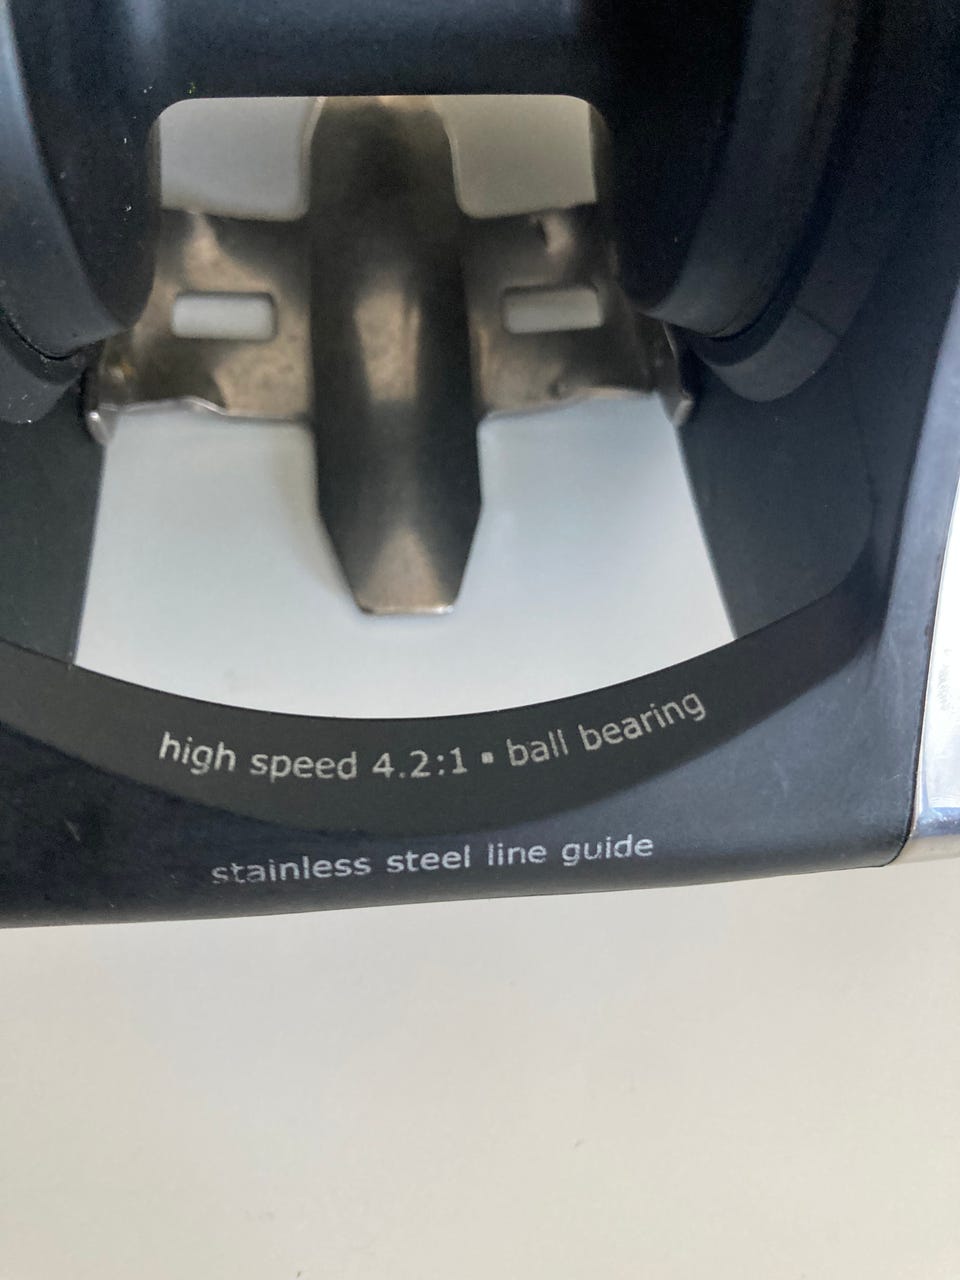 high speed 4.2:1 ▪ ball bearing
stainless steel line guide